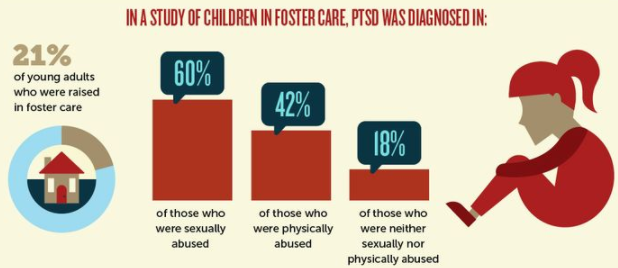 IN A STUDY OF CHILDREN IN FOSTER CARE, PTSD WAS DIAGNOSED IN:
21%
of young adults
who were raised
in foster care
60%
of those who
were sexually
abused
42%
of those who
were physically
abused
18%
of those who
were neither
sexually nor
physically abused